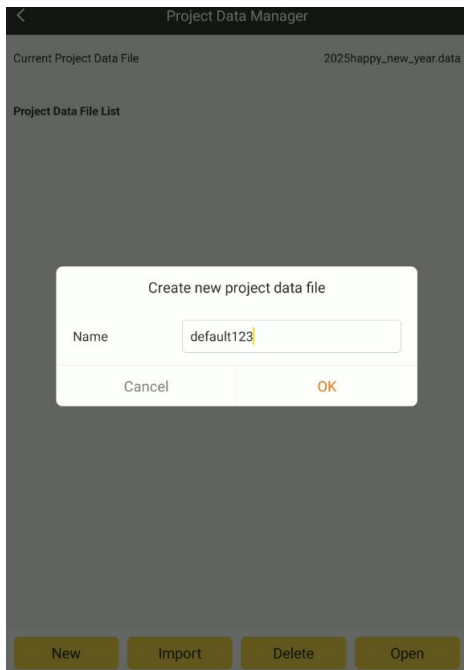 Project Data Manager
Current Project Data File 2025happy_new_year.data
Project Data File List
Create new project data file
Name default123
Cancel OK
New Import Delete Open